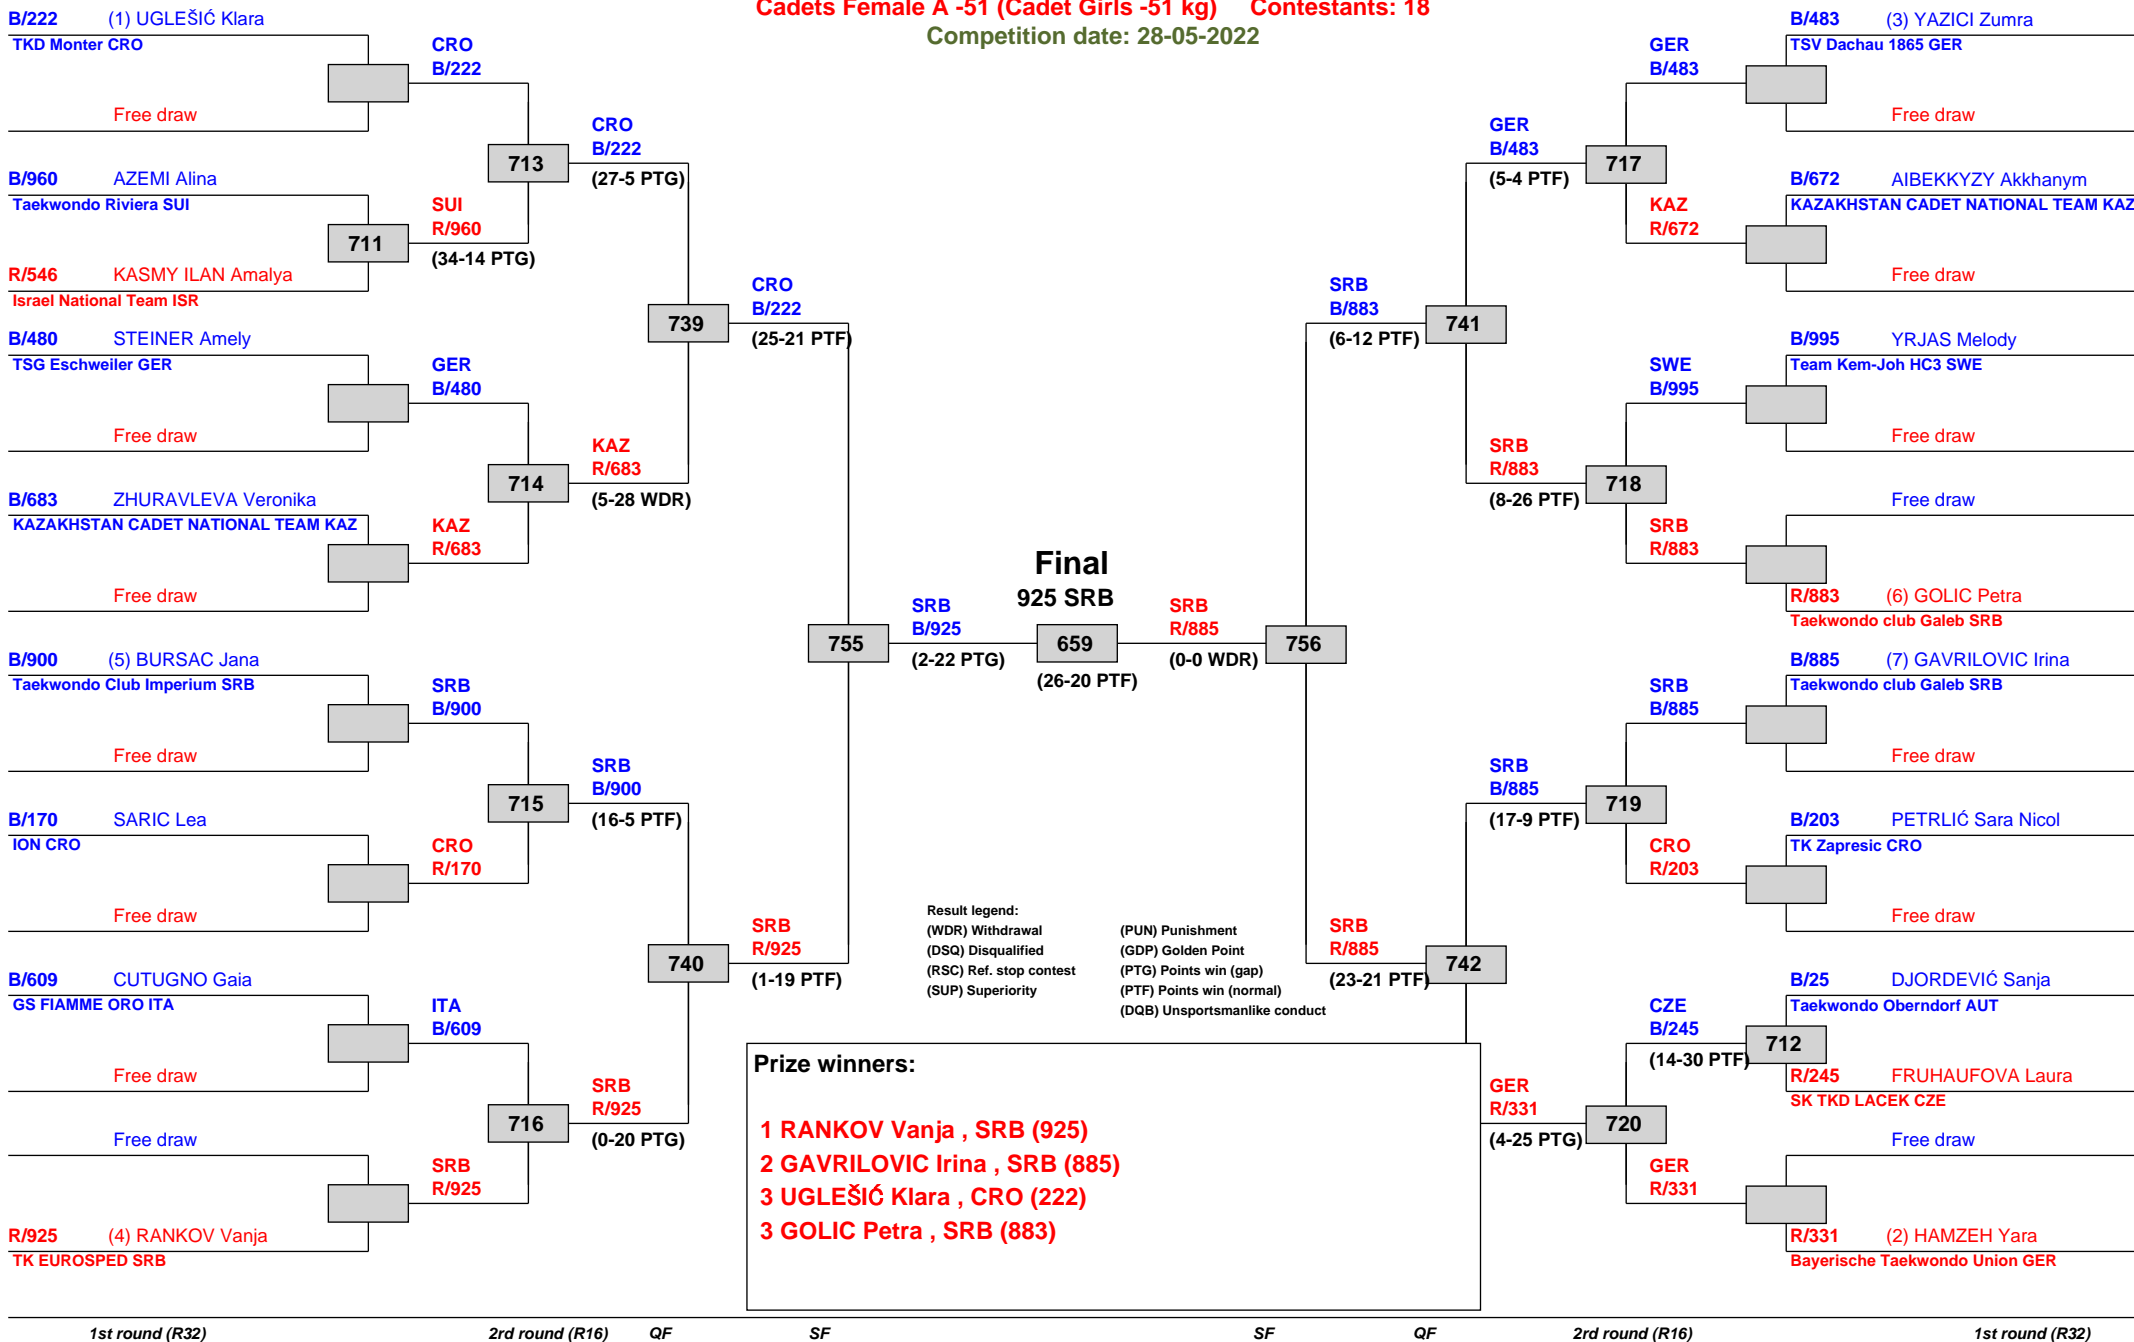 Cadets Female A -51 (Cadet Girls -51 kg) Contestants: 18
Competition date: 28-05-2022
B/222 (1) UGLEŠIĆ Klara
TKD Monter CRO
Free draw
B/960 AZEMI Alina
Taekwondo Riviera SUI
711
R/546 KASMY ILAN Amalya
Israel National Team ISR
B/480 STEINER Amely
TSG Eschweiler GER
Free draw
B/683 ZHURAVLEVA Veronika
KAZAKHSTAN CADET NATIONAL TEAM KAZ
Free draw
B/900 (5) BURSAC Jana
Taekwondo Club Imperium SRB
Free draw
B/170 SARIC Lea
ION CRO
Free draw
B/609 CUTUGNO Gaia
GS FIAMME ORO ITA
Free draw
Free draw
R/925 (4) RANKOV Vanja
TK EUROSPED SRB
CRO
B/222
713
SUI
R/960
(34-14 PTG)
GER
B/480
714
KAZ
R/683
SRB
B/900
715
CRO
R/170
ITA
B/609
716
SRB
R/925
CRO
B/222
(27-5 PTG)
739
KAZ
R/683
(5-28 WDR)
SRB
B/900
(16-5 PTF)
740
SRB
R/925
(0-20 PTG)
CRO
B/222
(25-21 PTF)
755
SRB
R/925
(1-19 PTF)
SRB
B/925
(2-22 PTG)
Final
925 SRB
659
(26-20 PTF)
SRB
R/885
(0-0 WDR)
756
SRB
B/883
(6-12 PTF)
741
SRB
R/885
(23-21 PTF)
742
GER
B/483
(5-4 PTF)
717
SRB
R/883
(8-26 PTF)
718
SRB
B/885
(17-9 PTF)
719
GER
R/331
(4-25 PTG)
720
GER
B/483
KAZ
R/672
SWE
B/995
SRB
R/883
SRB
B/885
CRO
R/203
CZE
B/245
(14-30 PTF)
712
GER
R/331
B/483 (3) YAZICI Zumra
TSV Dachau 1865 GER
Free draw
B/672 AIBEKKYZY Akkhanym
KAZAKHSTAN CADET NATIONAL TEAM KAZ
Free draw
B/995 YRJAS Melody
Team Kem-Joh HC3 SWE
Free draw
Free draw
R/883 (6) GOLIC Petra
Taekwondo club Galeb SRB
B/885 (7) GAVRILOVIC Irina
Taekwondo club Galeb SRB
Free draw
B/203 PETRLIĆ Sara Nicol
TK Zapresic CRO
Free draw
B/25 DJORDEVIĆ Sanja
Taekwondo Oberndorf AUT
R/245 FRUHAUFOVA Laura
SK TKD LACEK CZE
Free draw
R/331 (2) HAMZEH Yara
Bayerische Taekwondo Union GER
Result legend:
(WDR) Withdrawal (PUN) Punishment
(DSQ) Disqualified (GDP) Golden Point
(RSC) Ref. stop contest (PTG) Points win (gap)
(SUP) Superiority (PTF) Points win (normal)
(DQB) Unsportsmanlike conduct
Prize winners:
1 RANKOV Vanja , SRB (925)
2 GAVRILOVIC Irina , SRB (885)
3 UGLEŠIĆ Klara , CRO (222)
3 GOLIC Petra , SRB (883)
1st round (R32) 2rd round (R16) QF SF SF QF 2rd round (R16) 1st round (R32)